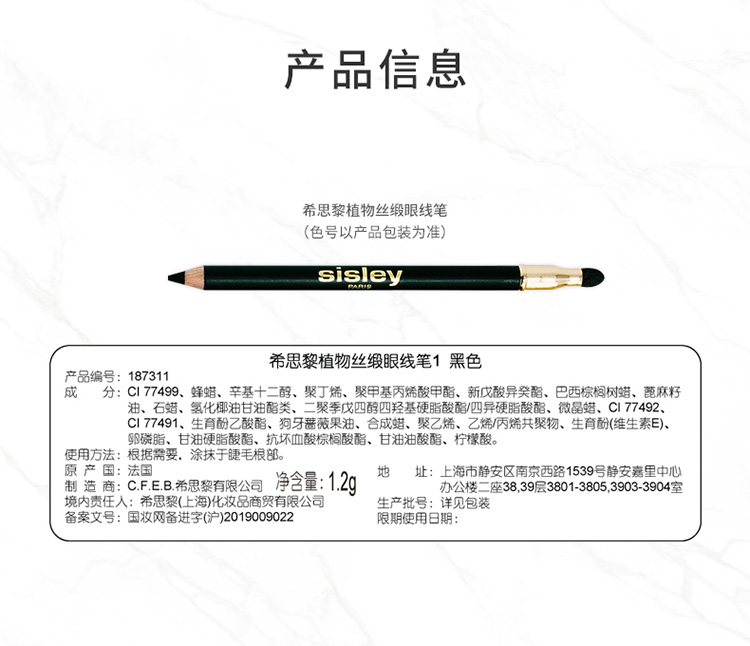 产品信息
希思黎植物丝缎眼线笔
（色号以产品包装为准）
sisley
PARIS
希思黎植物丝缎眼线笔1 黑色
产品编号：187311
成 分：CI 77499、蜂蜡、辛基十二醇、聚丁烯、聚甲基丙烯酸甲酯、新戊酸异癸酯、巴西棕榈树蜡、蓖麻籽
油、石蜡、氢化椰油甘油酯类、二聚季戊四醇四羟基硬脂酸酯/四异硬脂酸酯、微晶蜡、CI 77492、
CI 77491、生育酚乙酸酯、狗牙蔷薇果油、合成蜡、聚乙烯、乙烯/丙烯共聚物、生育酚(维生素E)、
卵磷脂、甘油硬脂酸酯、抗坏血酸棕榈酸酯、甘油油酸酯、柠檬酸。
使用方法：根据需要，涂抹于睫毛根部。
原 产 国：法国
制 造 商：C.F.E.B.希思黎有限公司
净含量：1.2g
境内责任人：希思黎(上海)化妆品商贸有限公司
备案文号：国妆网备进字(沪)2019009022
地 址：上海市静安区南京西路1539号静安嘉里中心
办公楼二座38,39层3801-3805,3903-3904室
生产批号：详见包装
限期使用日期：